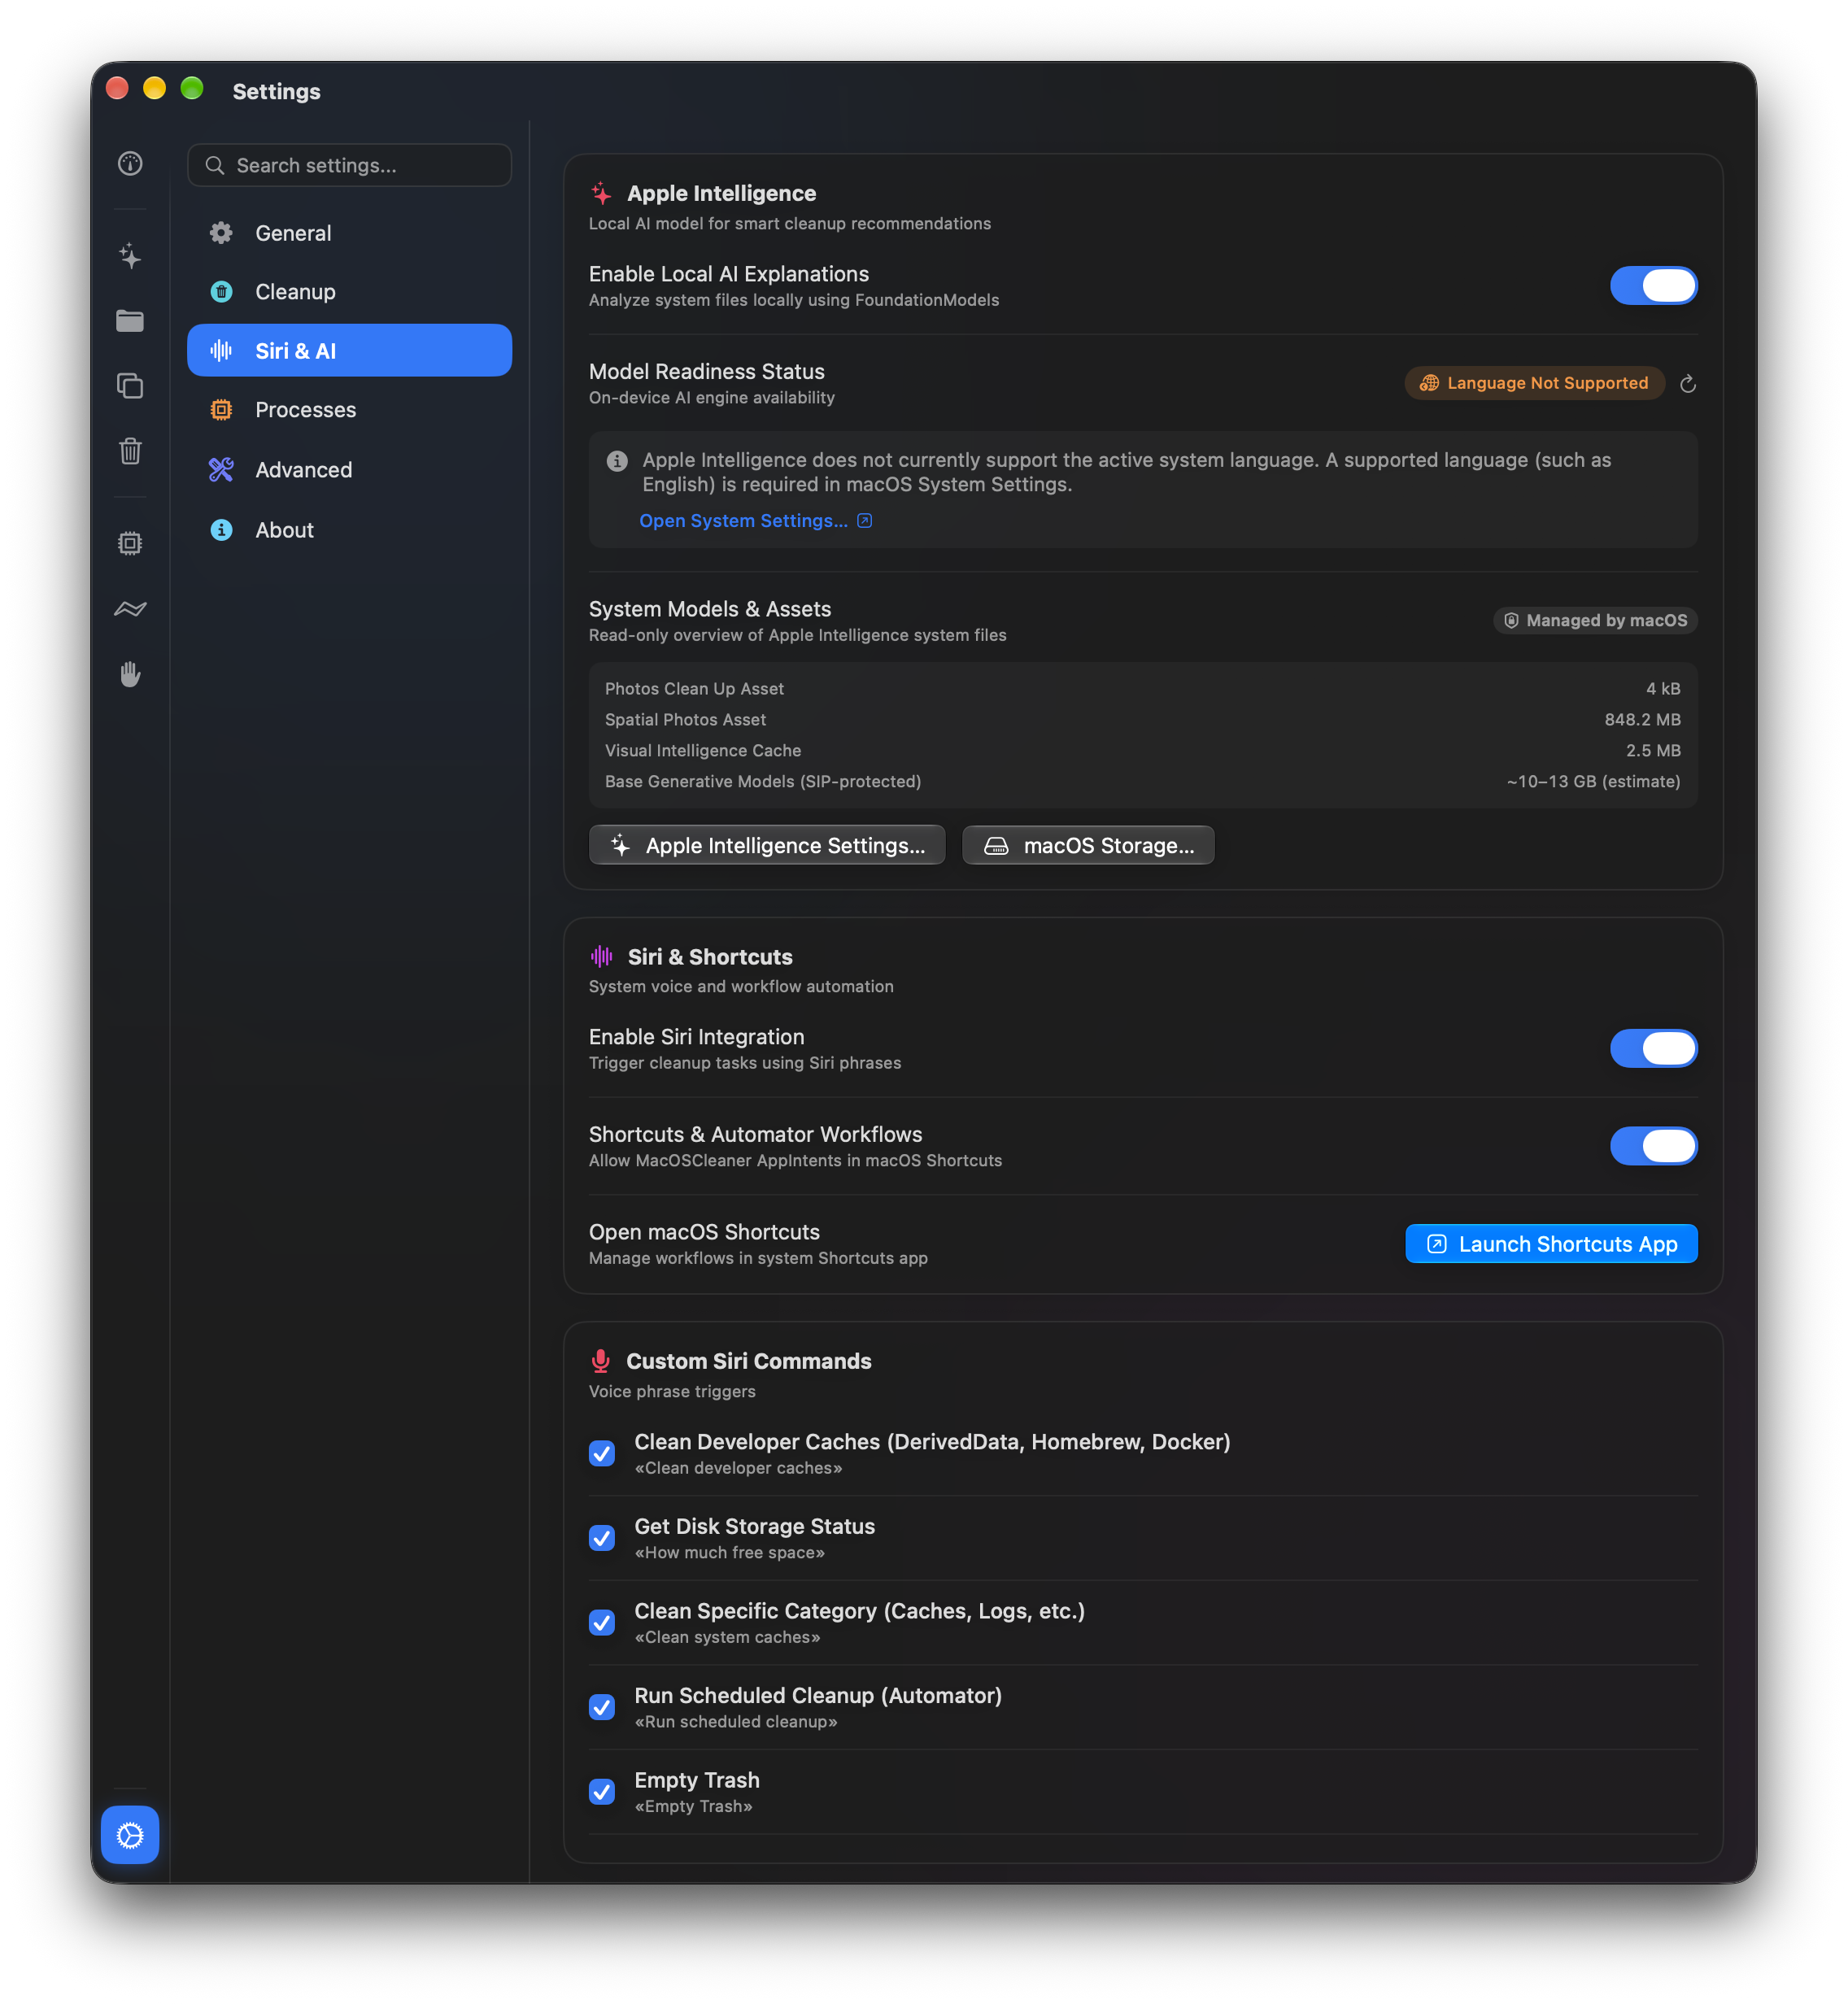 Settings
Search settings...
General
Cleanup
Siri & AI
Processes
Advanced
About
Apple Intelligence
Local AI model for smart cleanup recommendations
Enable Local AI Explanations
Analyze system files locally using FoundationModels
Model Readiness Status
On-device AI engine availability
Language Not Supported
Apple Intelligence does not currently support the active system language. A supported language (such as
English) is required in macOS System Settings.
Open System Settings...
System Models & Assets
Read-only overview of Apple Intelligence system files
Managed by macOS
Photos Clean Up Asset 4 kB
Spatial Photos Asset 848.2 MB
Visual Intelligence Cache 2.5 MB
Base Generative Models (SIP-protected) ~10–13 GB (estimate)
Apple Intelligence Settings... macOS Storage...
Siri & Shortcuts
System voice and workflow automation
Enable Siri Integration
Trigger cleanup tasks using Siri phrases
Shortcuts & Automator Workflows
Allow MacOSCleaner AppIntents in macOS Shortcuts
Open macOS Shortcuts
Manage workflows in system Shortcuts app
Launch Shortcuts App
Custom Siri Commands
Voice phrase triggers
Clean Developer Caches (DerivedData, Homebrew, Docker)
«Clean developer caches»
Get Disk Storage Status
«How much free space»
Clean Specific Category (Caches, Logs, etc.)
«Clean system caches»
Run Scheduled Cleanup (Automator)
«Run scheduled cleanup»
Empty Trash
«Empty Trash»